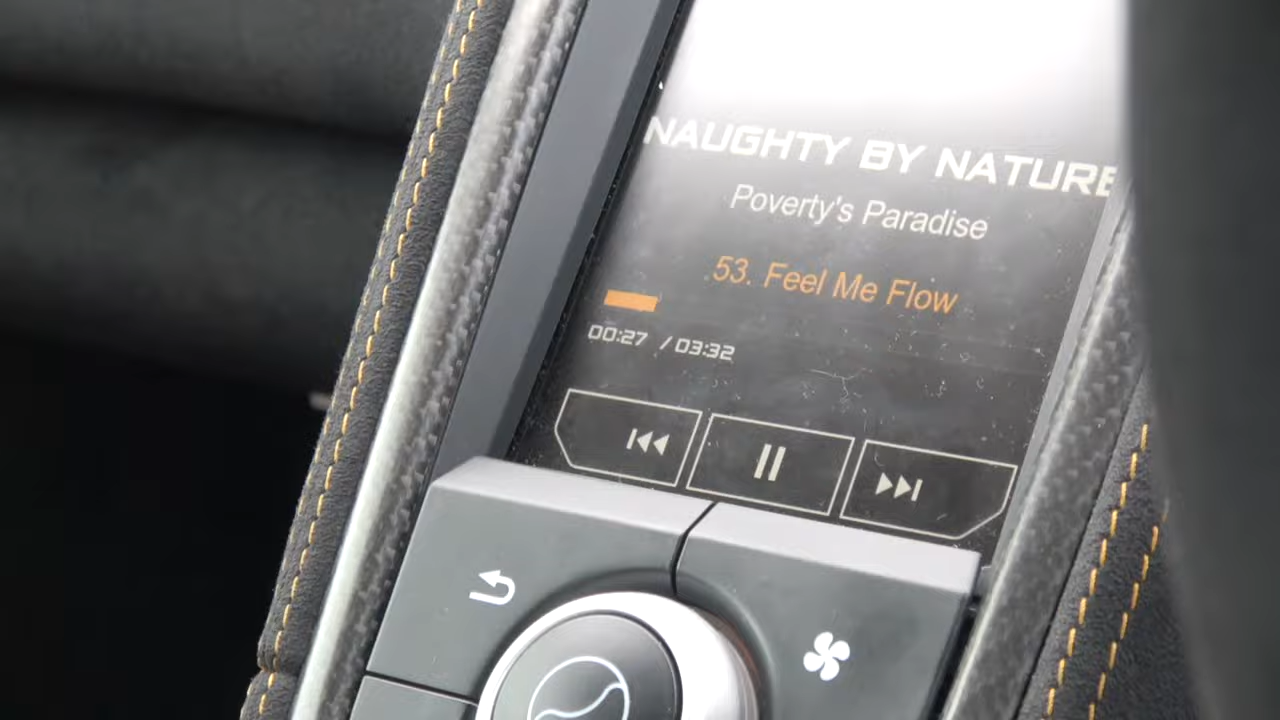 NAUGHTY BY NATURE
Poverty's Paradise
53. Feel Me Flow
00:27 / 03:32